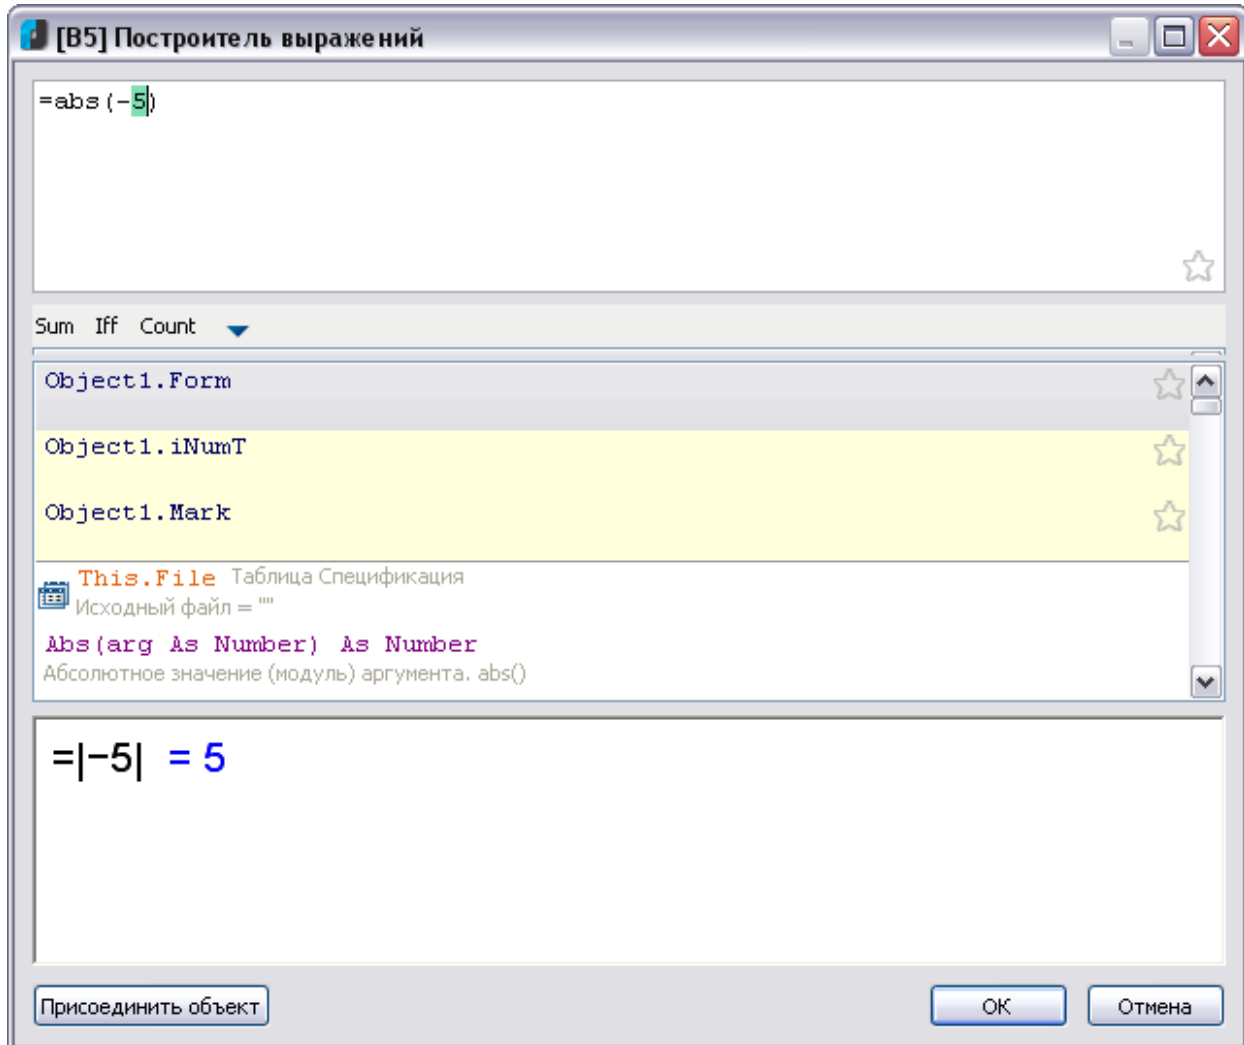 [B5] Построитель выражений
=abs(-5)
Sum Iff Count
Object1.Form
Object1.iNumT
Object1.Mark
This.File Таблица Спецификация
Исходный файл = ""
Abs(arg As Number) As Number
Абсолютное значение (модуль) аргумента. abs()
=|−5| = 5
Присоединить объект ОК Отмена